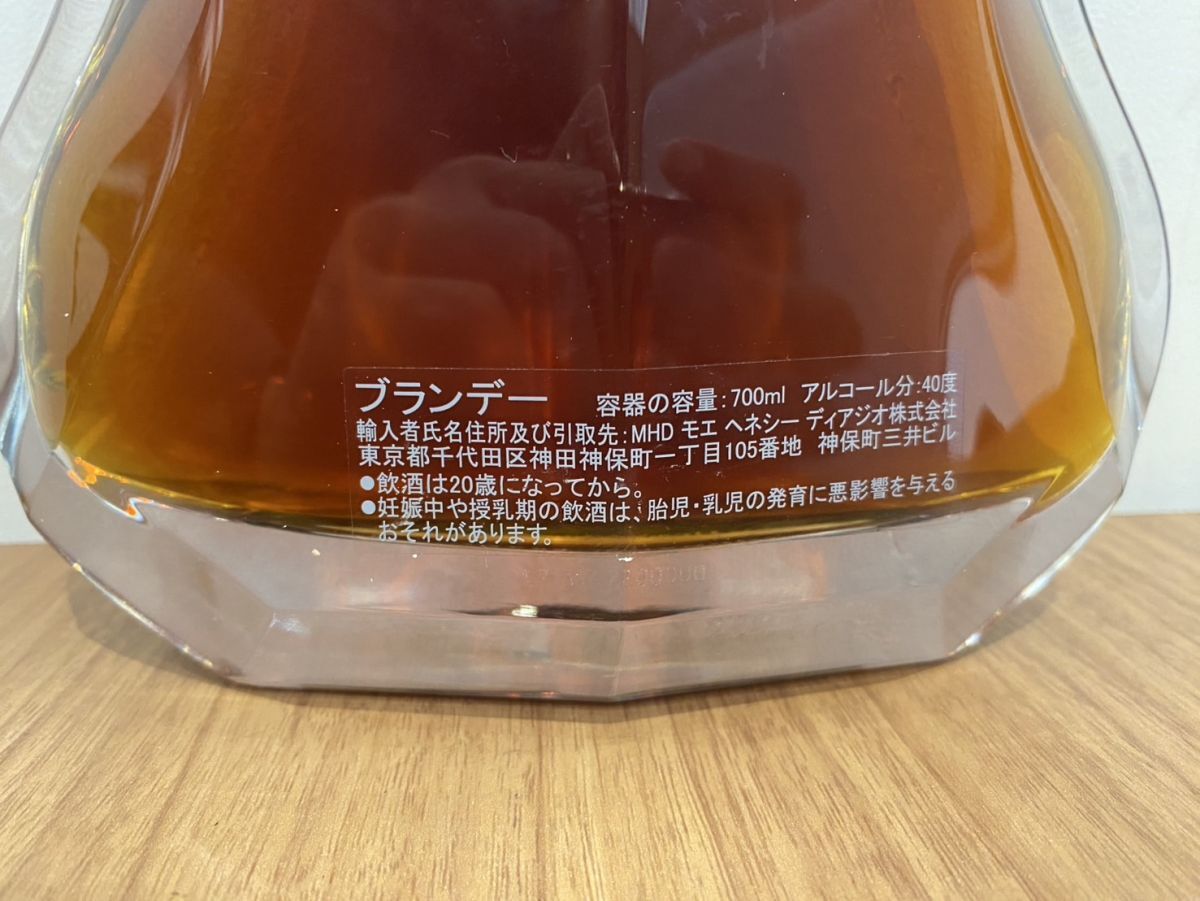 ブランデー 容器の容量：700ml アルコール分：40度
輸入者氏名住所及び引取先：MHD モエ ヘネシー ディアジオ株式会社
東京都千代田区神田神保町一丁目105番地 神保町三井ビル
●飲酒は20歳になってから。
●妊娠中や授乳期の飲酒は、胎児・乳児の発育に悪影響を与える
おそれがあります。